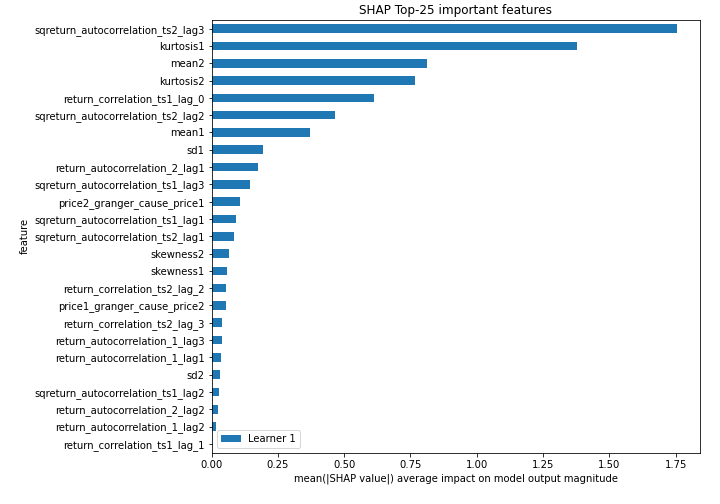 SHAP Top-25 important features
sqreturn_autocorrelation_ts2_lag3
kurtosis1
mean2
kurtosis2
return_correlation_ts1_lag_0
sqreturn_autocorrelation_ts2_lag2
mean1
sd1
return_autocorrelation_2_lag1
sqreturn_autocorrelation_ts1_lag3
price2_granger_cause_price1
sqreturn_autocorrelation_ts1_lag1
sqreturn_autocorrelation_ts2_lag1
skewness2
skewness1
return_correlation_ts2_lag_2
price1_granger_cause_price2
return_correlation_ts2_lag_3
return_autocorrelation_1_lag3
return_autocorrelation_1_lag1
sd2
sqreturn_autocorrelation_ts1_lag2
return_autocorrelation_2_lag2
return_autocorrelation_1_lag2
return_correlation_ts1_lag_1
feature
Learner 1
0.00 0.25 0.50 0.75 1.00 1.25 1.50 1.75
mean(|SHAP value|) average impact on model output magnitude